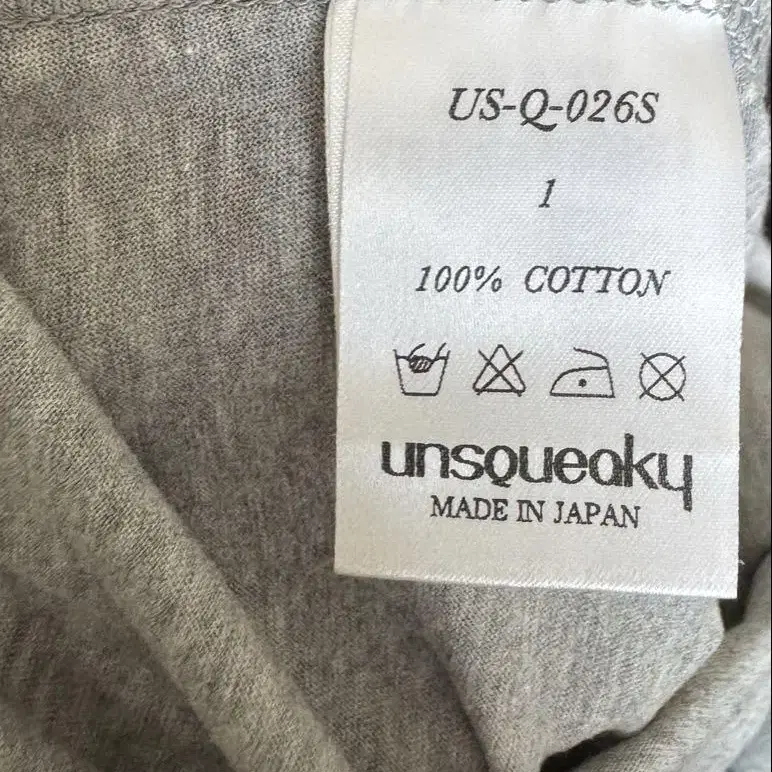 US-Q-026S
1
100% COTTON
unsqueaky
MADE IN JAPAN